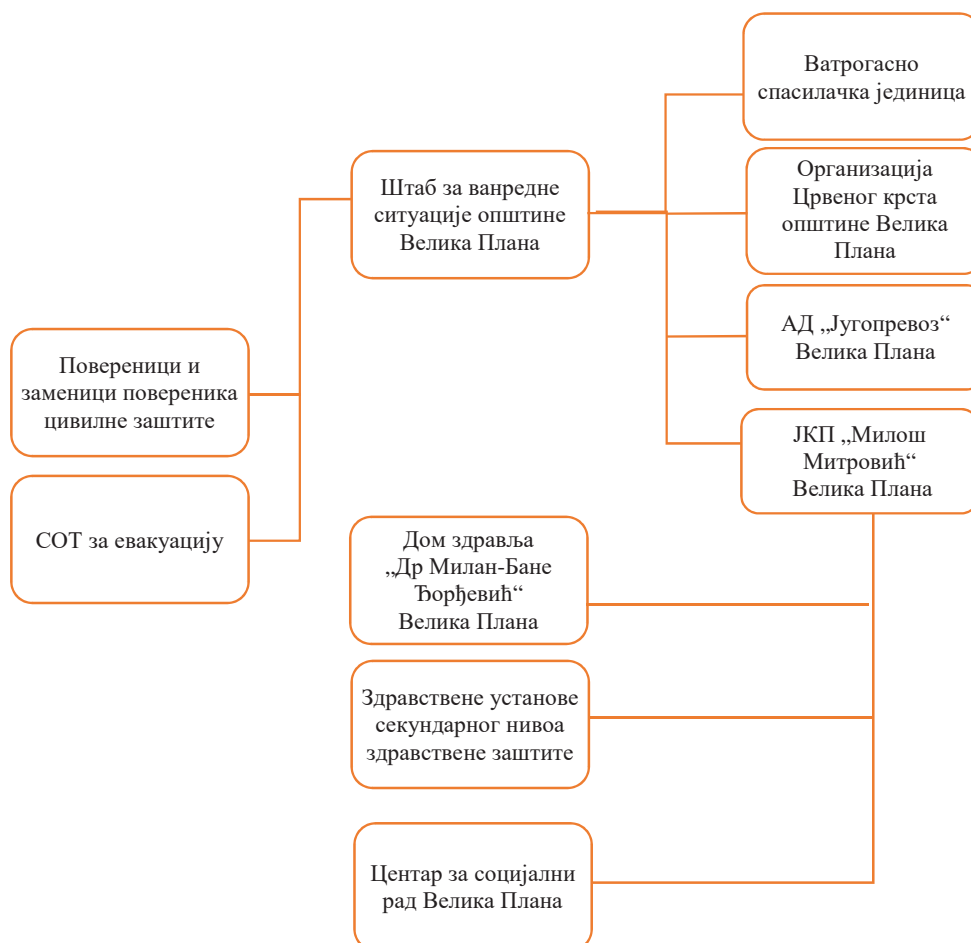 Ватрогасно
спасилачка јединица
Штаб за ванредне
ситуације општине
Велика Плана
Организација
Црвеног крста
општине Велика
Плана
АД „Југопревоз“
Велика Плана
Повереници и
заменици повереника
цивилне заштите
ЈКП „Милош
Митровић“
Велика Плана
СОТ за евакуацију
Дом здравља
„Др Милан-Бане
Ђорђевић“
Велика Плана
Здравствене установе
секундарног нивоа
здравствене заштите
Центар за социјални
рад Велика Плана